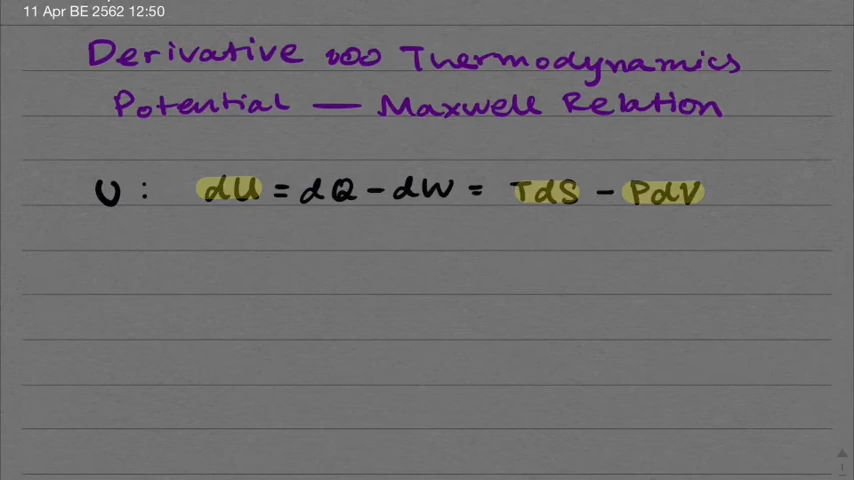 11 Apr BE 2562 12:50
Derivative ของ Thermodynamics
Potential — Maxwell Relation
U : dU = dQ - dW = TdS - PdV